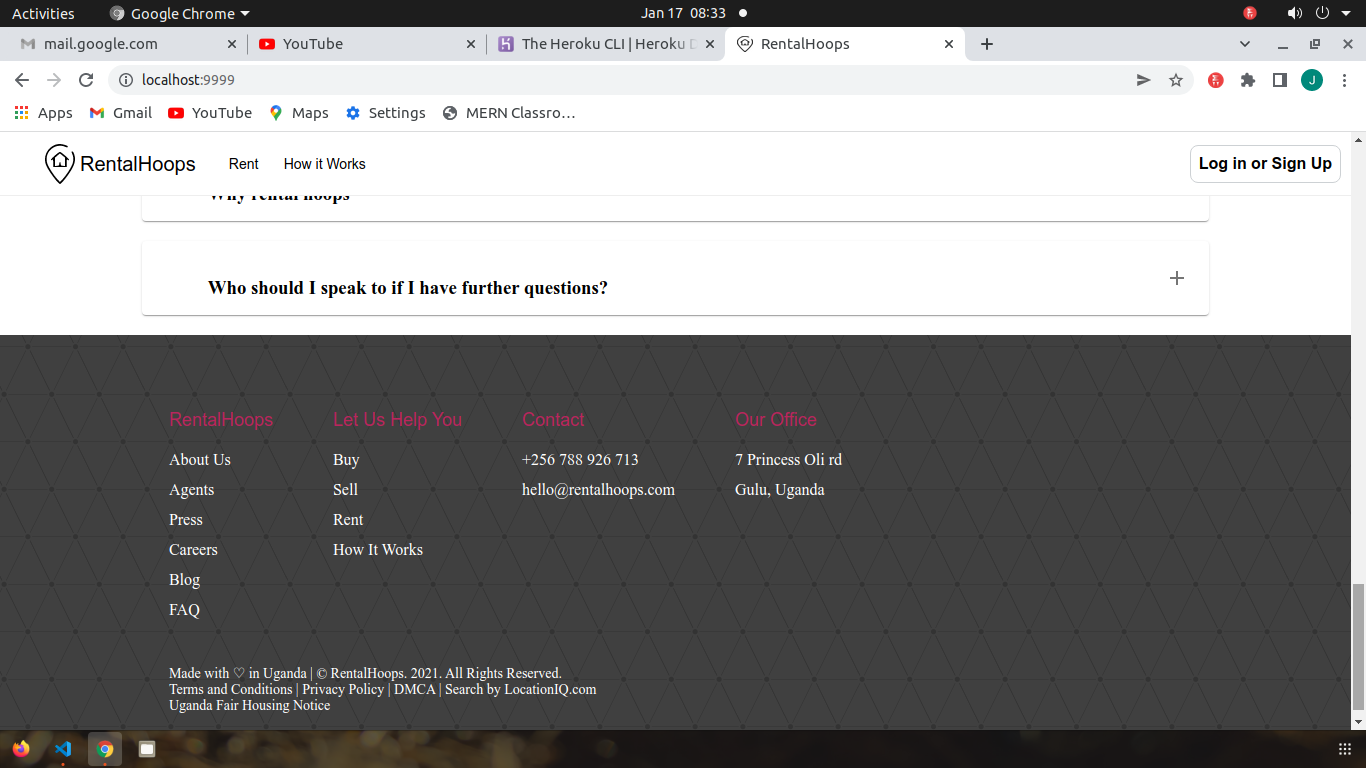 Activities Google Chrome Jan 17 08:33
mail.google.com YouTube The Heroku CLI | Heroku D RentalHoops
localhost:9999 J
Apps Gmail YouTube Maps Settings MERN Classro…
RentalHoops Rent How it Works Log in or Sign Up
Why rental hoops
Who should I speak to if I have further questions?
RentalHoops Let Us Help You Contact Our Office
About Us Buy +256 788 926 713 7 Princess Oli rd
Agents Sell hello@rentalhoops.com Gulu, Uganda
Press Rent
Careers How It Works
Blog
FAQ
Made with ♡ in Uganda | © RentalHoops. 2021. All Rights Reserved.
Terms and Conditions | Privacy Policy | DMCA | Search by LocationIQ.com
Uganda Fair Housing Notice